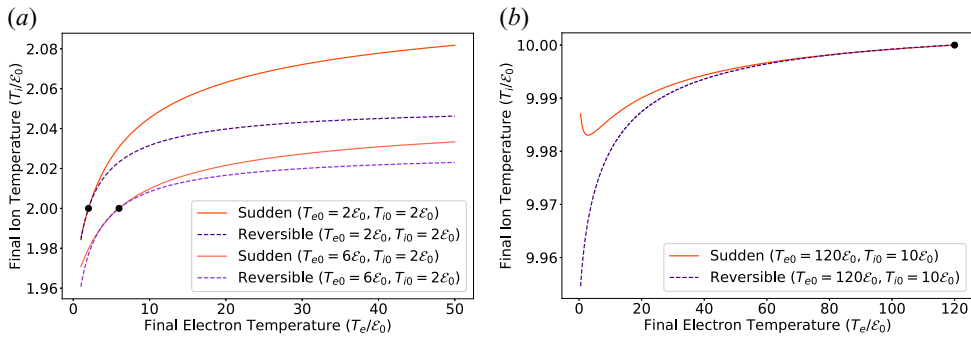 (a)
2.08
2.06
2.04
2.02
2.00
1.98
1.96
Final Ion Temperature (Tᵢ/ℰ₀)
Sudden (Tₑ₀ = 2ℰ₀, Tᵢ₀ = 2ℰ₀)
Reversible (Tₑ₀ = 2ℰ₀, Tᵢ₀ = 2ℰ₀)
Sudden (Tₑ₀ = 6ℰ₀, Tᵢ₀ = 2ℰ₀)
Reversible (Tₑ₀ = 6ℰ₀, Tᵢ₀ = 2ℰ₀)
0 10 20 30 40 50
Final Electron Temperature (Tₑ/ℰ₀)
(b)
10.00
9.99
9.98
9.97
9.96
Final Ion Temperature (Tᵢ/ℰ₀)
Sudden (Tₑ₀ = 120ℰ₀, Tᵢ₀ = 10ℰ₀)
Reversible (Tₑ₀ = 120ℰ₀, Tᵢ₀ = 10ℰ₀)
0 20 40 60 80 100 120
Final Electron Temperature (Tₑ/ℰ₀)